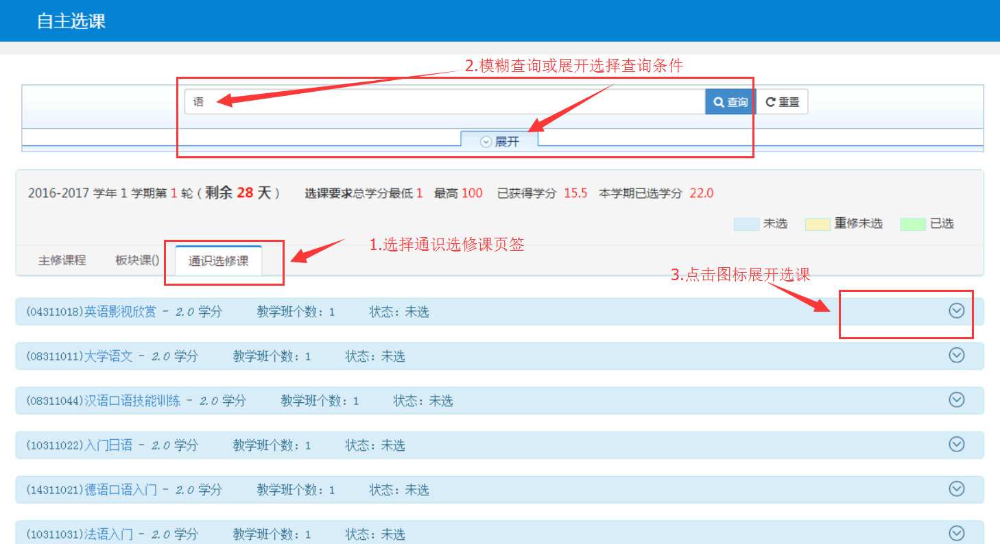 自主选课
2.模糊查询或展开选择查询条件
语 查询 重置
展开
2016-2017 学年 1 学期第 1 轮 ( 剩余 28 天 ) 选课要求总学分最低 1 最高 100 已获得学分 15.5 本学期已选学分 22.0
未选 重修未选 已选
1.选择通识选修课页签
主修课程 板块课() 通识选修课
3.点击图标展开选课
(04311018)英语影视欣赏 - 2.0 学分 教学班个数: 1 状态: 未选
(08311011)大学语文 - 2.0 学分 教学班个数: 1 状态: 未选
(08311044)汉语口语技能训练 - 2.0 学分 教学班个数: 1 状态: 未选
(10311022)入门日语 - 2.0 学分 教学班个数: 1 状态: 未选
(14311021)德语口语入门 - 2.0 学分 教学班个数: 1 状态: 未选
(10311031)法语入门 - 2.0 学分 教学班个数: 1 状态: 未选